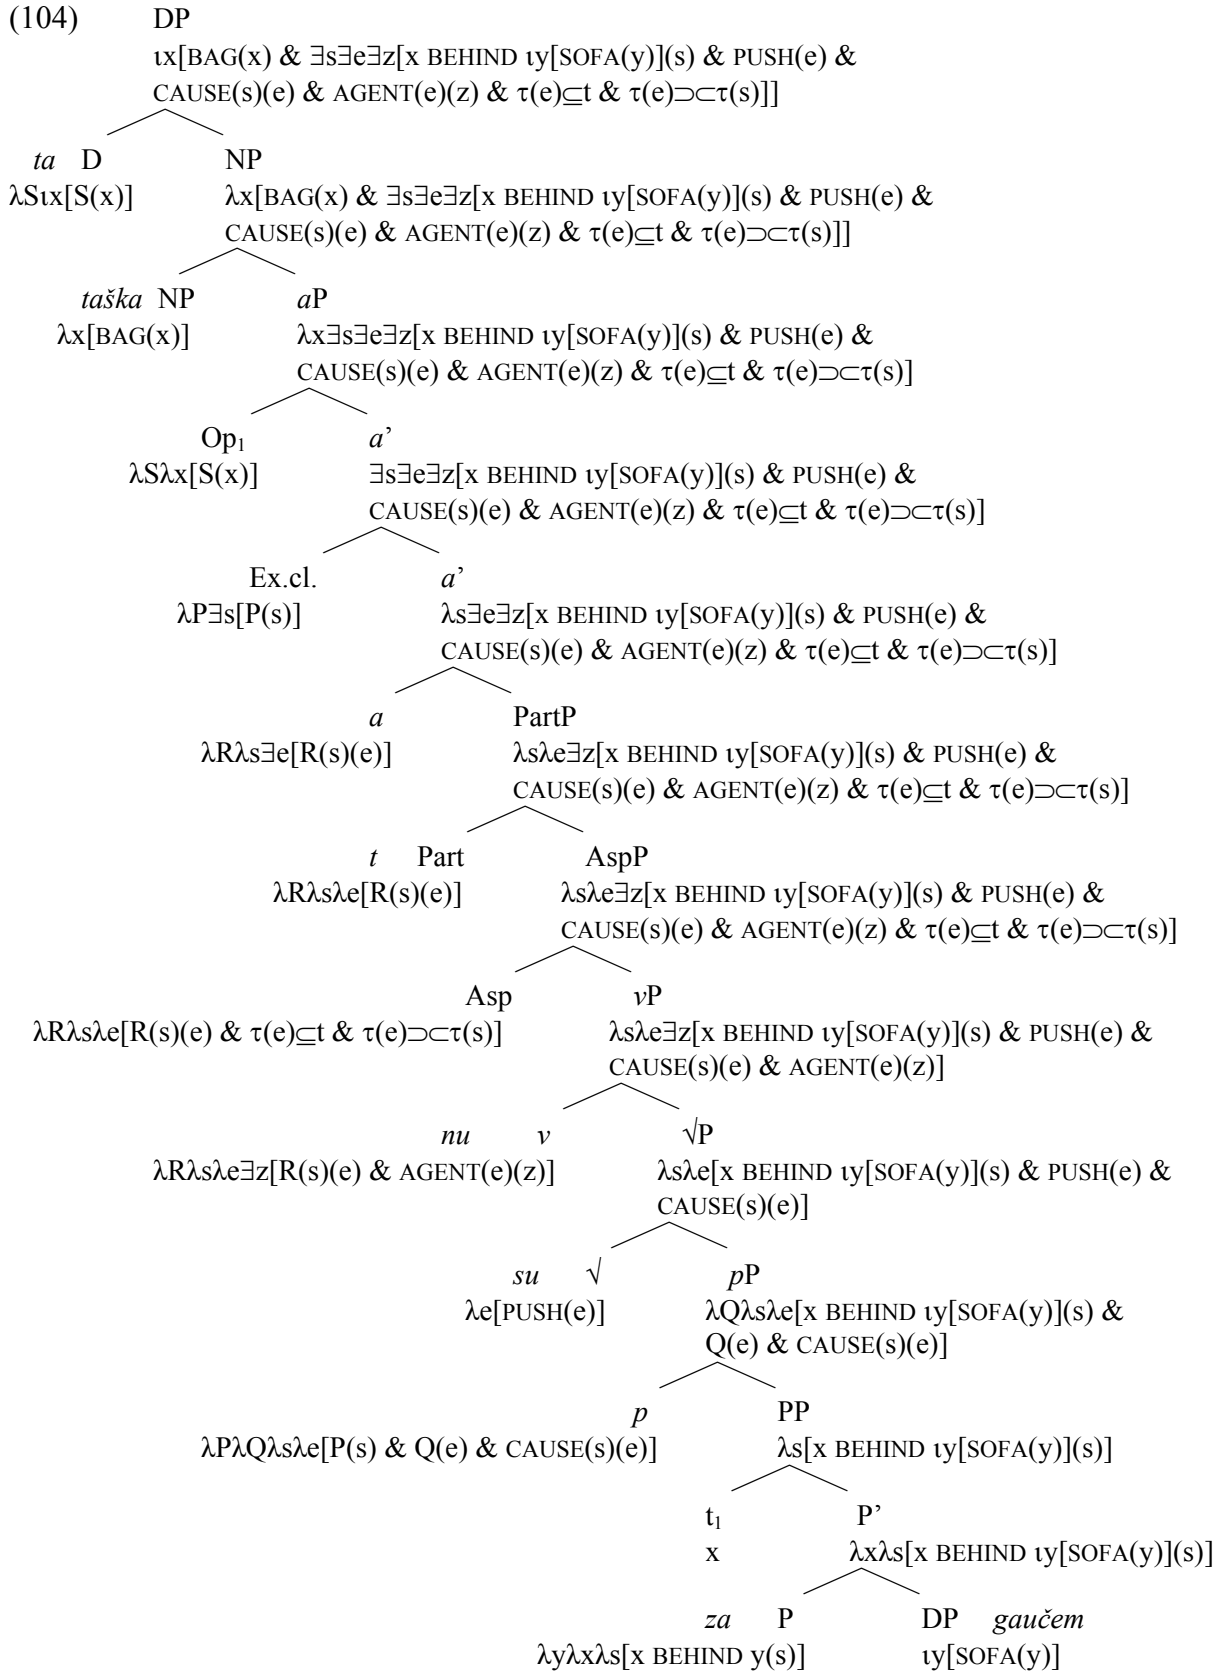 (104) DP
ιx[BAG(x) & ∃s∃e∃z[x BEHIND ιy[SOFA(y)](s) & PUSH(e) &
CAUSE(s)(e) & AGENT(e)(z) & τ(e)⊆t & τ(e)⊃⊂τ(s)]]
ta D NP
λSιx[S(x)] λx[BAG(x) & ∃s∃e∃z[x BEHIND ιy[SOFA(y)](s) & PUSH(e) &
CAUSE(s)(e) & AGENT(e)(z) & τ(e)⊆t & τ(e)⊃⊂τ(s)]]
taška NP aP
λx[BAG(x)] λx∃s∃e∃z[x BEHIND ιy[SOFA(y)](s) & PUSH(e) &
CAUSE(s)(e) & AGENT(e)(z) & τ(e)⊆t & τ(e)⊃⊂τ(s)]
Op₁ a’
λSλx[S(x)] ∃s∃e∃z[x BEHIND ιy[SOFA(y)](s) & PUSH(e) &
CAUSE(s)(e) & AGENT(e)(z) & τ(e)⊆t & τ(e)⊃⊂τ(s)]
Ex.cl. a’
λP∃s[P(s)] λs∃e∃z[x BEHIND ιy[SOFA(y)](s) & PUSH(e) &
CAUSE(s)(e) & AGENT(e)(z) & τ(e)⊆t & τ(e)⊃⊂τ(s)]
a PartP
λRλs∃e[R(s)(e)] λsλe∃z[x BEHIND ιy[SOFA(y)](s) & PUSH(e) &
CAUSE(s)(e) & AGENT(e)(z) & τ(e)⊆t & τ(e)⊃⊂τ(s)]
t Part AspP
λRλsλe[R(s)(e)] λsλe∃z[x BEHIND ιy[SOFA(y)](s) & PUSH(e) &
CAUSE(s)(e) & AGENT(e)(z) & τ(e)⊆t & τ(e)⊃⊂τ(s)]
Asp vP
λRλsλe[R(s)(e) & τ(e)⊆t & τ(e)⊃⊂τ(s)] λsλe∃z[x BEHIND ιy[SOFA(y)](s) & PUSH(e) &
CAUSE(s)(e) & AGENT(e)(z)]
nu v √P
λRλsλe∃z[R(s)(e) & AGENT(e)(z)] λsλe[x BEHIND ιy[SOFA(y)](s) & PUSH(e) &
CAUSE(s)(e)]
su √ pP
λe[PUSH(e)] λQλsλe[x BEHIND ιy[SOFA(y)](s) &
Q(e) & CAUSE(s)(e)]
p PP
λPλQλsλe[P(s) & Q(e) & CAUSE(s)(e)] λs[x BEHIND ιy[SOFA(y)](s)]
t₁ P’
x λxλs[x BEHIND ιy[SOFA(y)](s)]
za P DP gaučem
λyλxλs[x BEHIND y(s)] ιy[SOFA(y)]